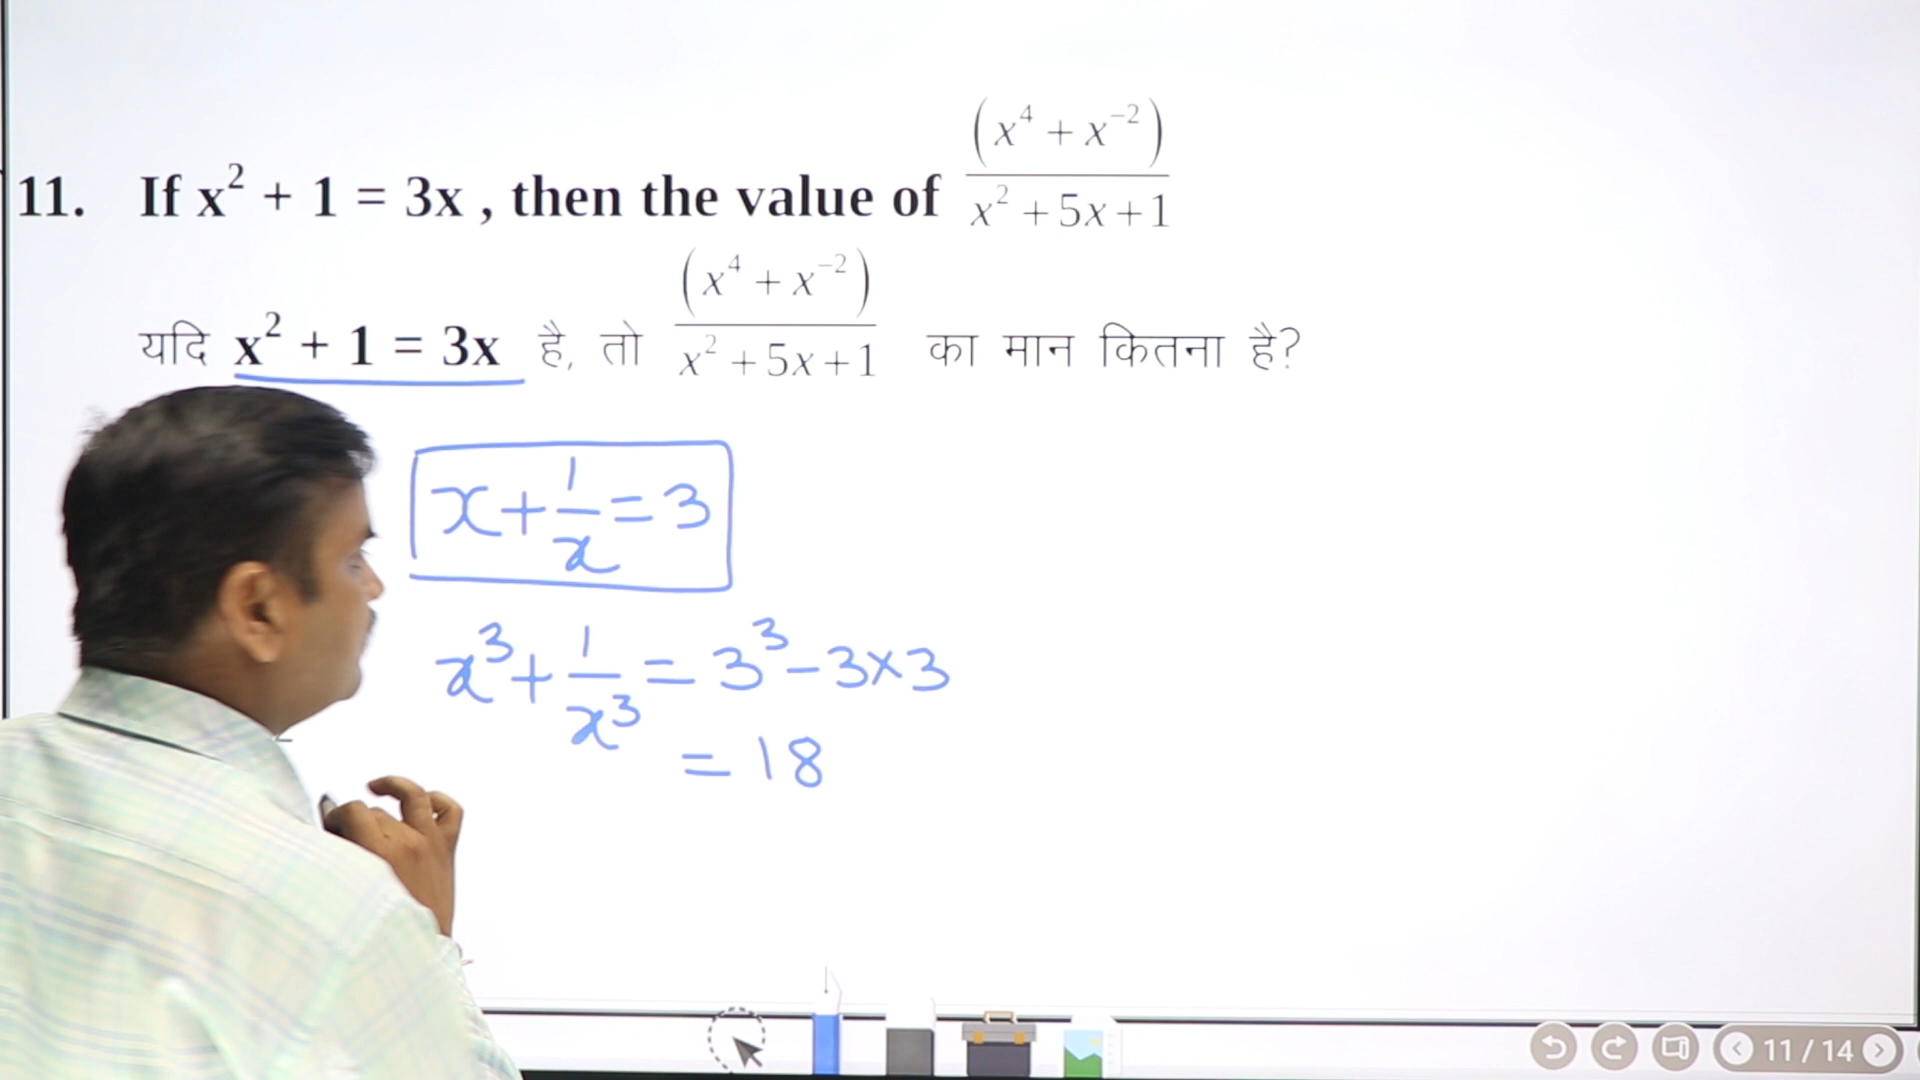 11. If x² + 1 = 3x , then the value of (x⁴ + x⁻²) / (x² + 5x + 1)
यदि x² + 1 = 3x है, तो (x⁴ + x⁻²) / (x² + 5x + 1) का मान कितना है?
x + 1/x = 3
x³ + 1/x³ = 3³ - 3×3
= 18
11 / 14